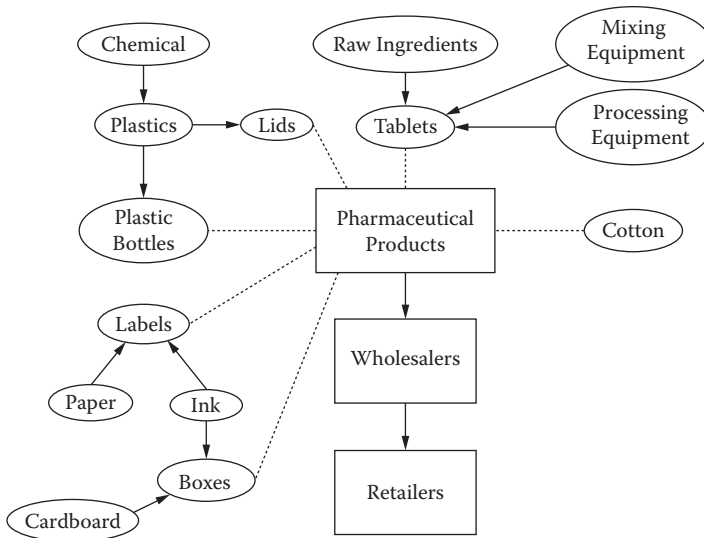 Chemical
Raw Ingredients
Mixing
Equipment
Plastics
Lids
Tablets
Processing
Equipment
Plastic
Bottles
Pharmaceutical
Products
Cotton
Labels
Wholesalers
Paper
Ink
Boxes
Retailers
Cardboard